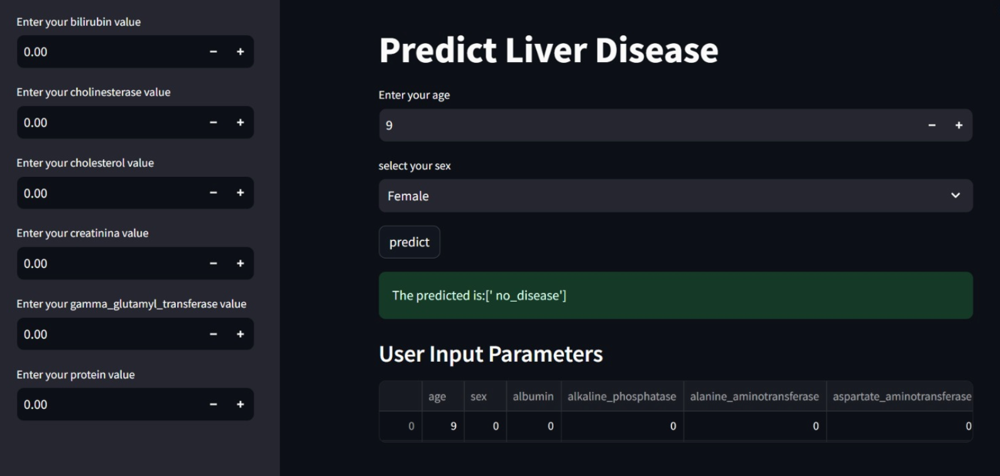 Enter your bilirubin value
0.00 − +
Enter your cholinesterase value
0.00 − +
Enter your cholesterol value
0.00 − +
Enter your creatinina value
0.00 − +
Enter your gamma_glutamyl_transferase value
0.00 − +
Enter your protein value
0.00 − +
Predict Liver Disease
Enter your age
9 − +
select your sex
Female
predict
The predicted is:[' no_disease']
User Input Parameters
age sex albumin alkaline_phosphatase alanine_aminotransferase aspartate_aminotransferase
0 9 0 0 0 0 0